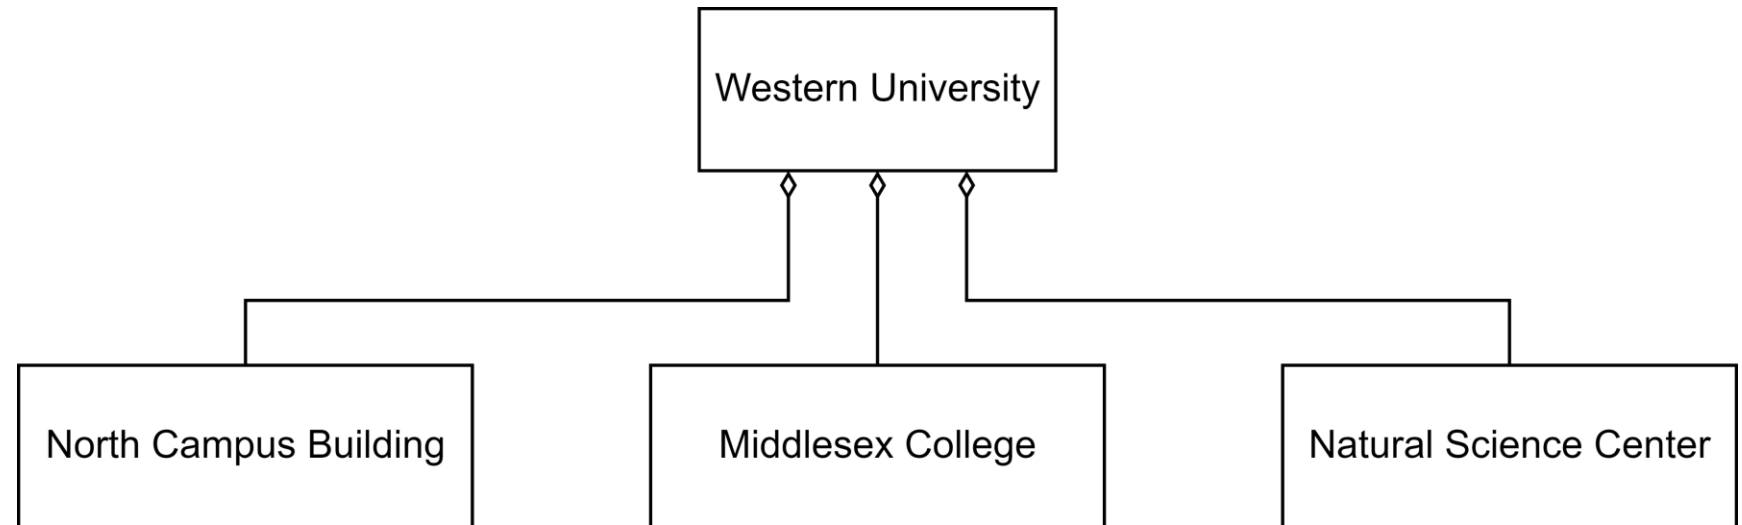 Western University
North Campus Building
Middlesex College
Natural Science Center